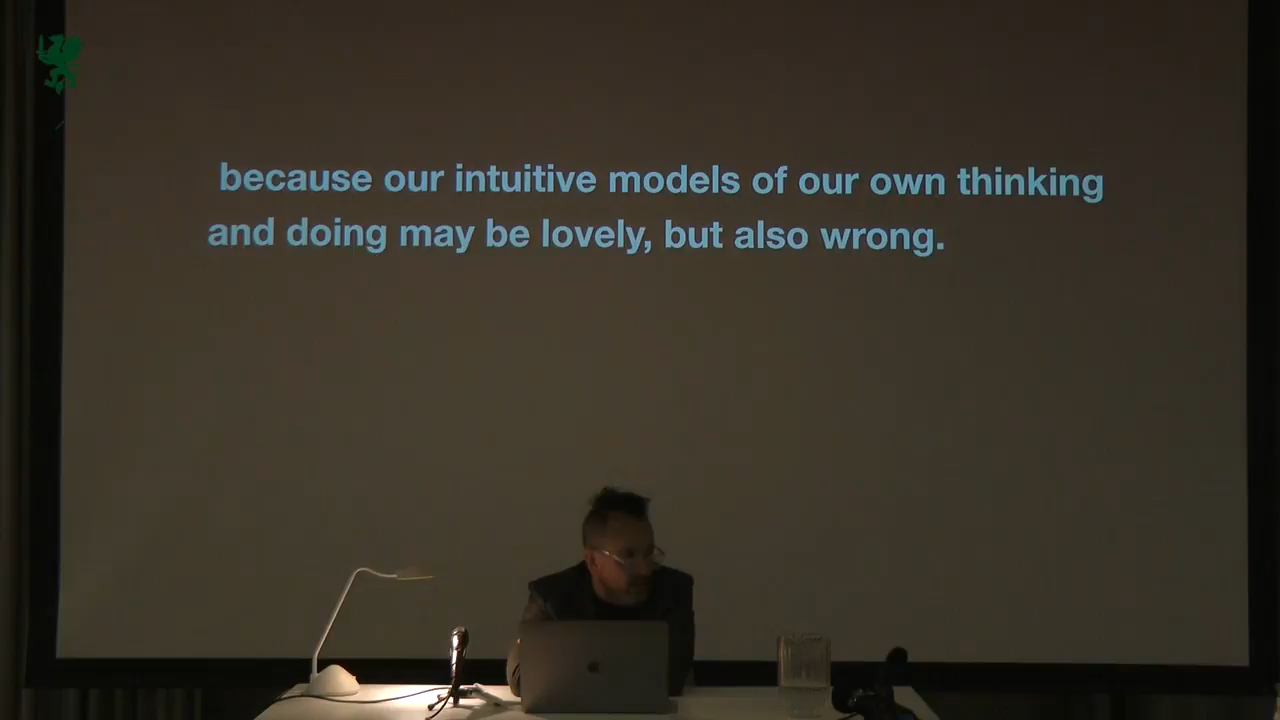 because our intuitive models of our own thinking
and doing may be lovely, but also wrong.